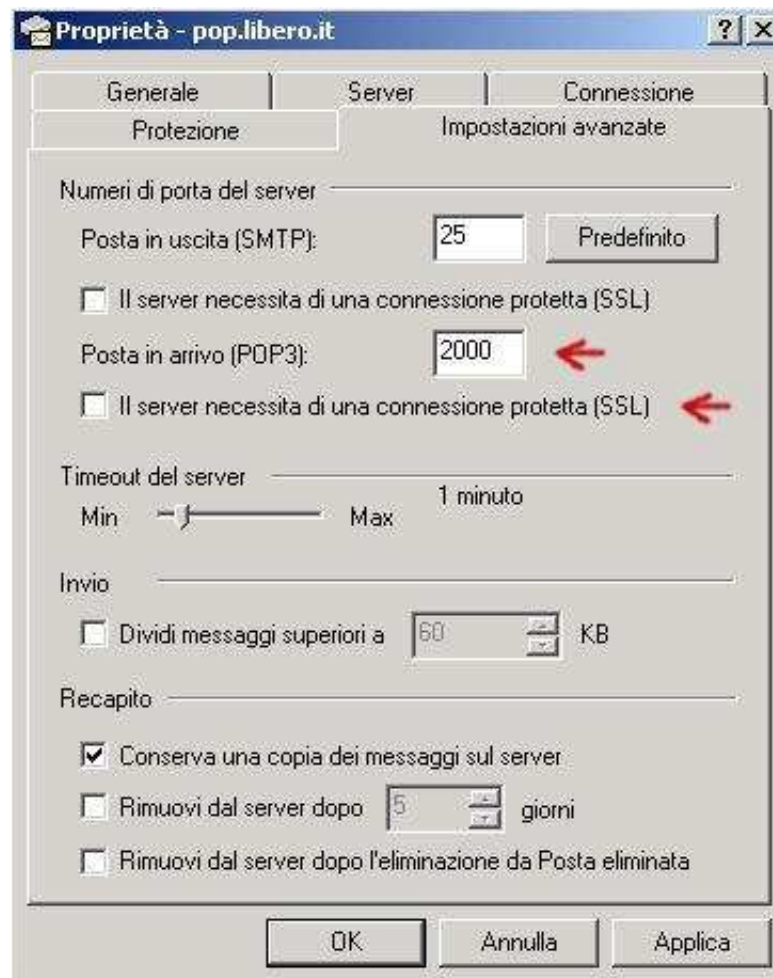 Proprietà - pop.libero.it
Generale Server Connessione
Protezione Impostazioni avanzate
Numeri di porta del server
Posta in uscita (SMTP): 25 Predefinito
Il server necessita di una connessione protetta (SSL)
Posta in arrivo (POP3): 2000
Il server necessita di una connessione protetta (SSL)
Timeout del server
Min Max 1 minuto
Invio
Dividi messaggi superiori a 60 KB
Recapito
Conserva una copia dei messaggi sul server
Rimuovi dal server dopo 5 giorni
Rimuovi dal server dopo l'eliminazione da Posta eliminata
OK Annulla Applica